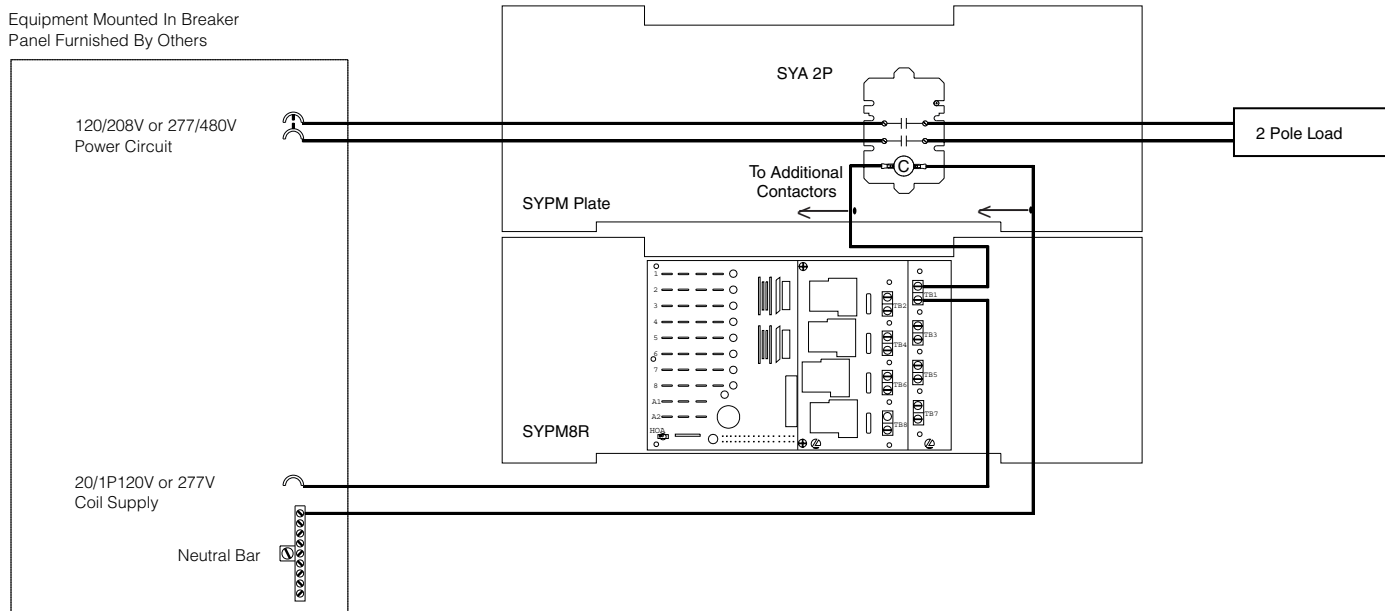 Equipment Mounted In Breaker
Panel Furnished By Others
SYA 2P
120/208V or 277/480V
Power Circuit
2 Pole Load
C
To Additional
Contactors
SYPM Plate
1
2
3
4
5
6
7
8
A1
A2
HOA
TB1
TB2
TB3
TB4
TB5
TB6
TB7
TB8
SYPM8R
20/1P120V or 277V
Coil Supply
Neutral Bar